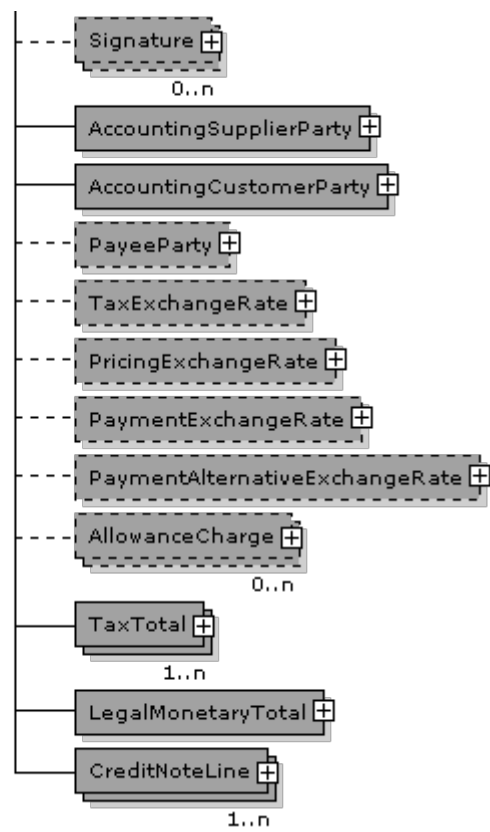 Signature
0..n
AccountingSupplierParty
AccountingCustomerParty
PayeeParty
TaxExchangeRate
PricingExchangeRate
PaymentExchangeRate
PaymentAlternativeExchangeRate
AllowanceCharge
0..n
TaxTotal
1..n
LegalMonetaryTotal
CreditNoteLine
1..n